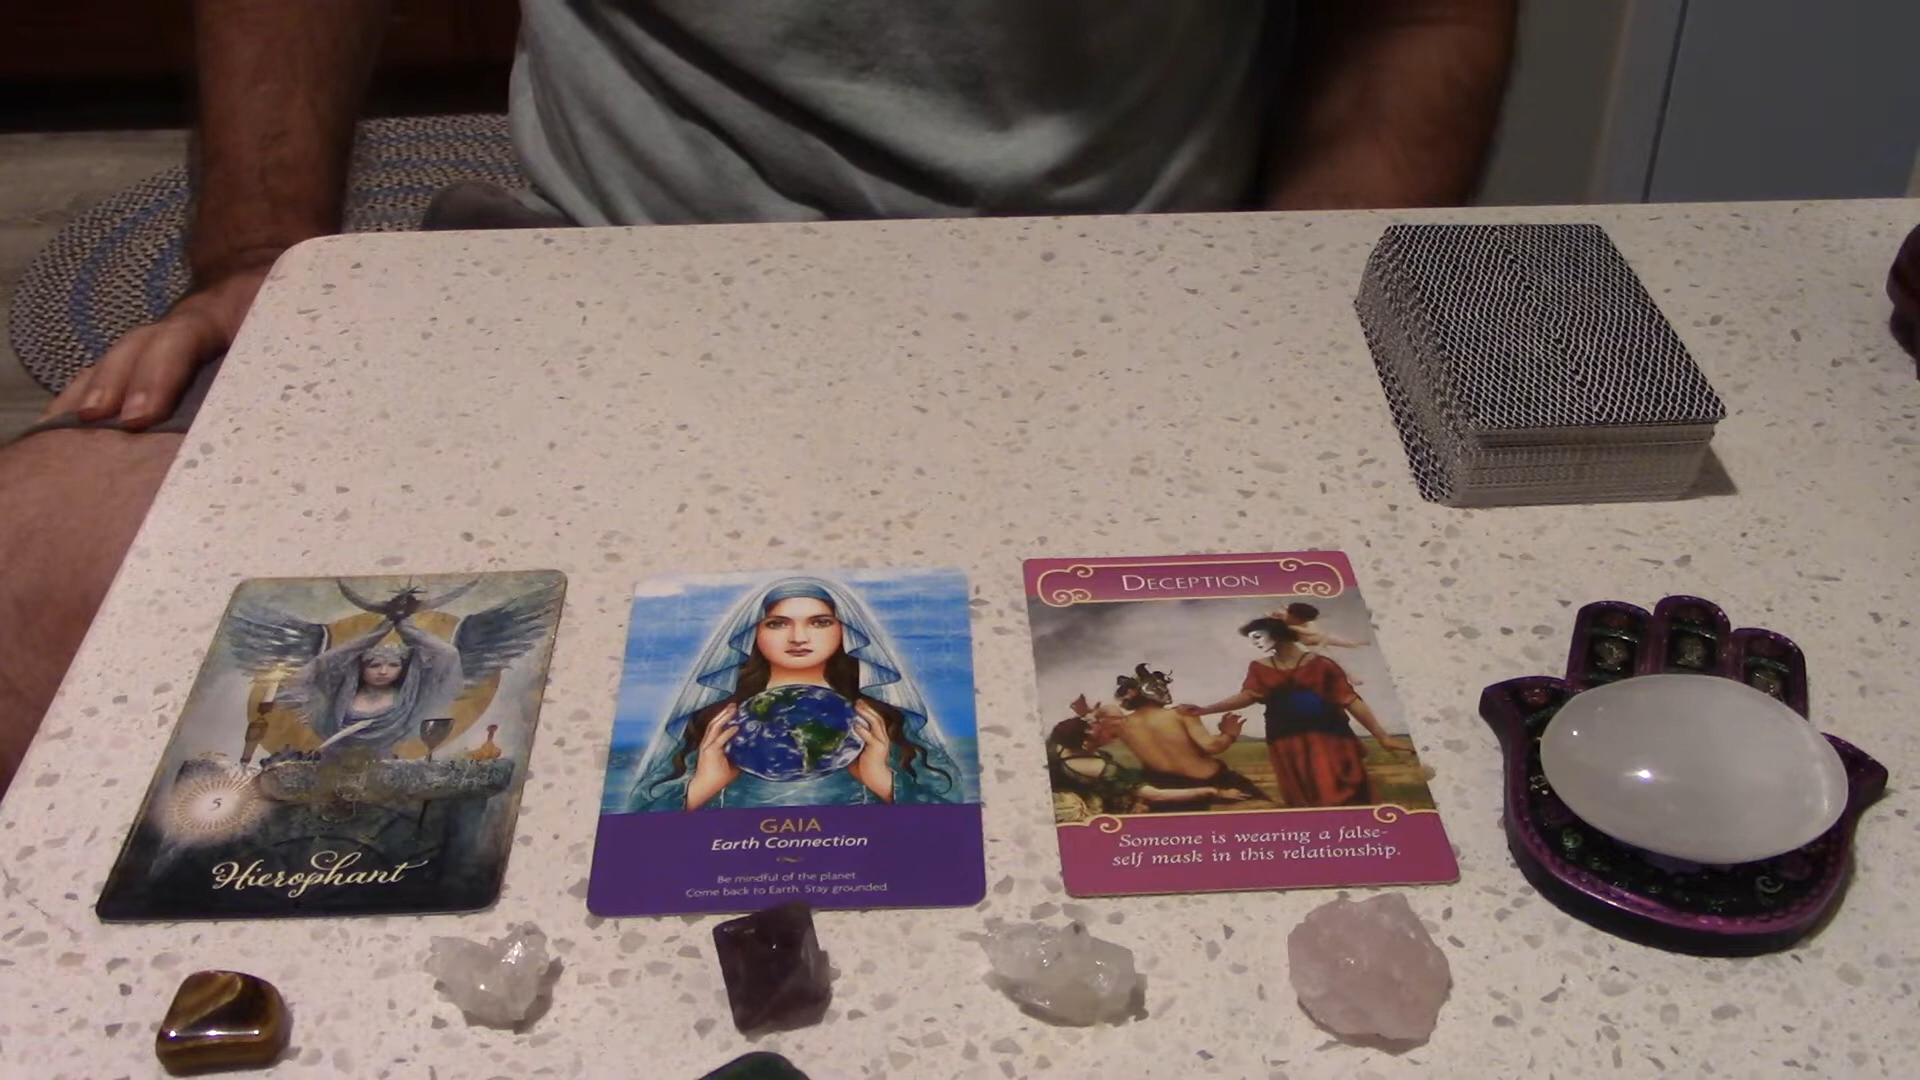 5
Hierophant
GAIA
Earth Connection
Be mindful of the planet
Come back to Earth. Stay grounded.
DECEPTION
Someone is wearing a false-
self mask in this relationship.